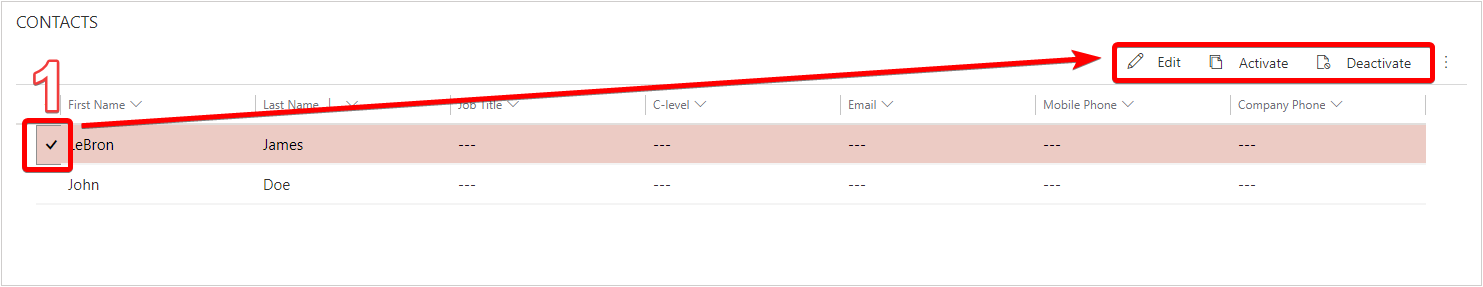 CONTACTS
Edit Activate Deactivate
1
First Name Last Name Job Title C-level Email Mobile Phone Company Phone
LeBron James --- --- --- --- ---
John Doe --- --- --- --- ---